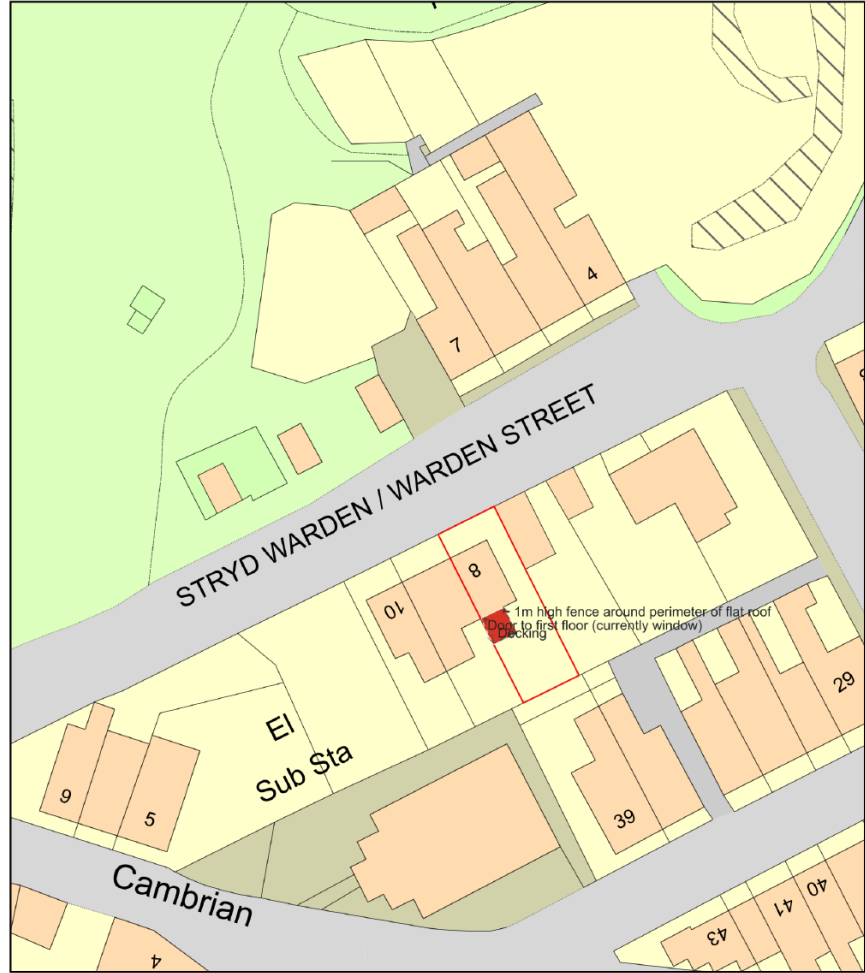 4
7
STRYD WARDEN / WARDEN STREET
8
10
1m high fence around perimeter of flat roof
Door to first floor (currently window)
Decking
29
El
Sub Sta
9
5
39
Cambrian
40
41
43
4